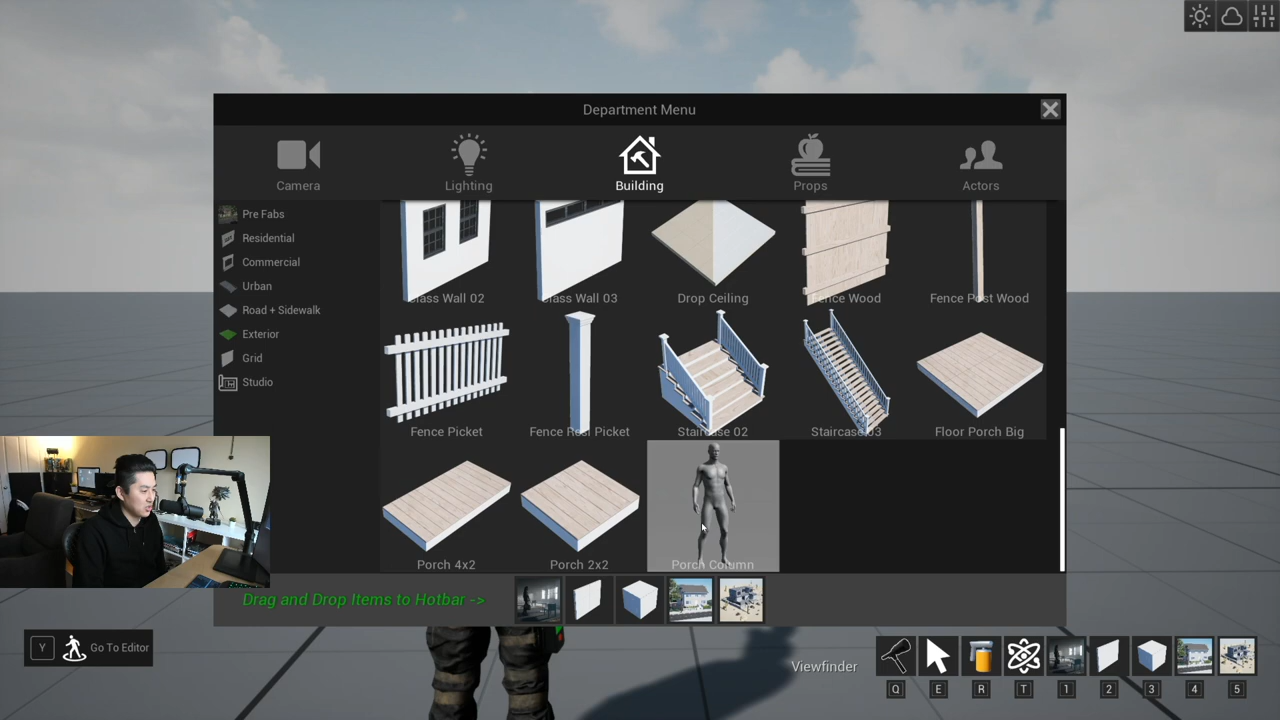 Department Menu
Camera
Lighting
Building
Props
Actors
Pre Fabs
Residential
Commercial
Urban
Road + Sidewalk
Exterior
Grid
Studio
Glass Wall 02
Glass Wall 03
Drop Ceiling
Fence Wood
Fence Post Wood
Fence Picket
Fence Picket
Staircase 02
Staircase 03
Floor Porch Big
Porch 4x2
Porch 2x2
Porch Column
Drag and Drop Items to Hotbar ->
Y
Go To Editor
Viewfinder
Q
E
R
T
1
2
3
4
5